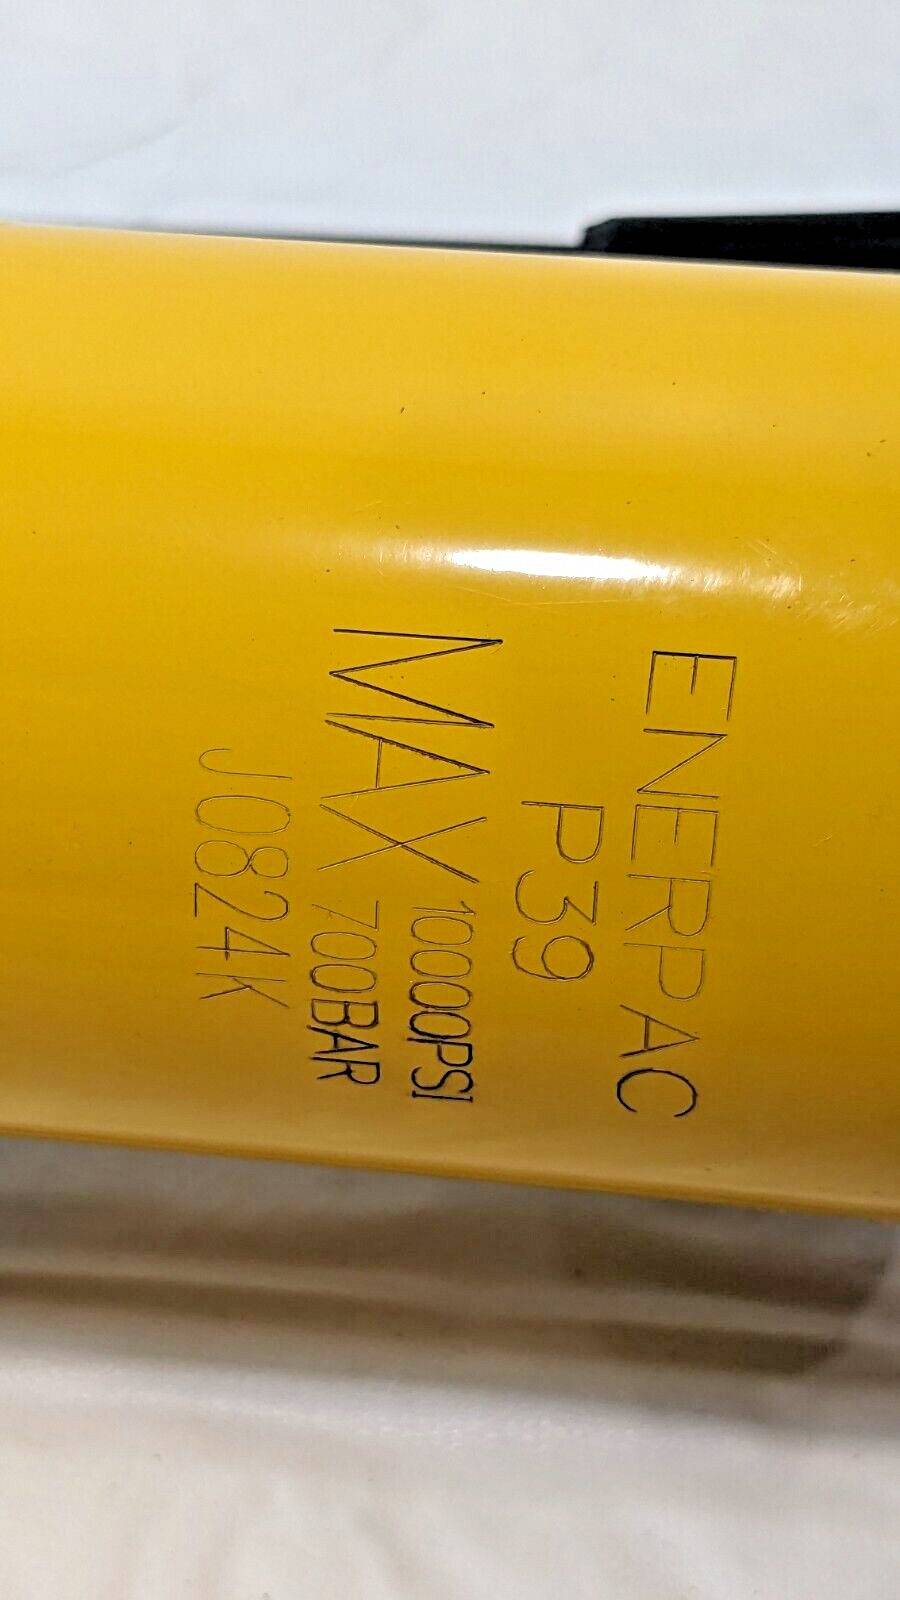 ENERPAC
P39
MAX 10000PSI
700BAR
J0824K